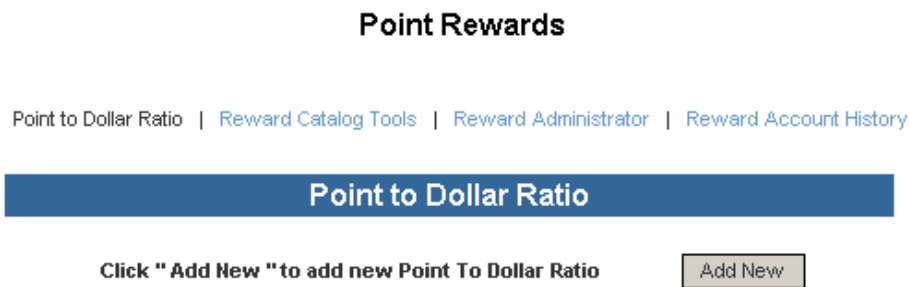 Point Rewards
Point to Dollar Ratio | Reward Catalog Tools | Reward Administrator | Reward Account History
Point to Dollar Ratio
Click "Add New "to add new Point To Dollar Ratio Add New